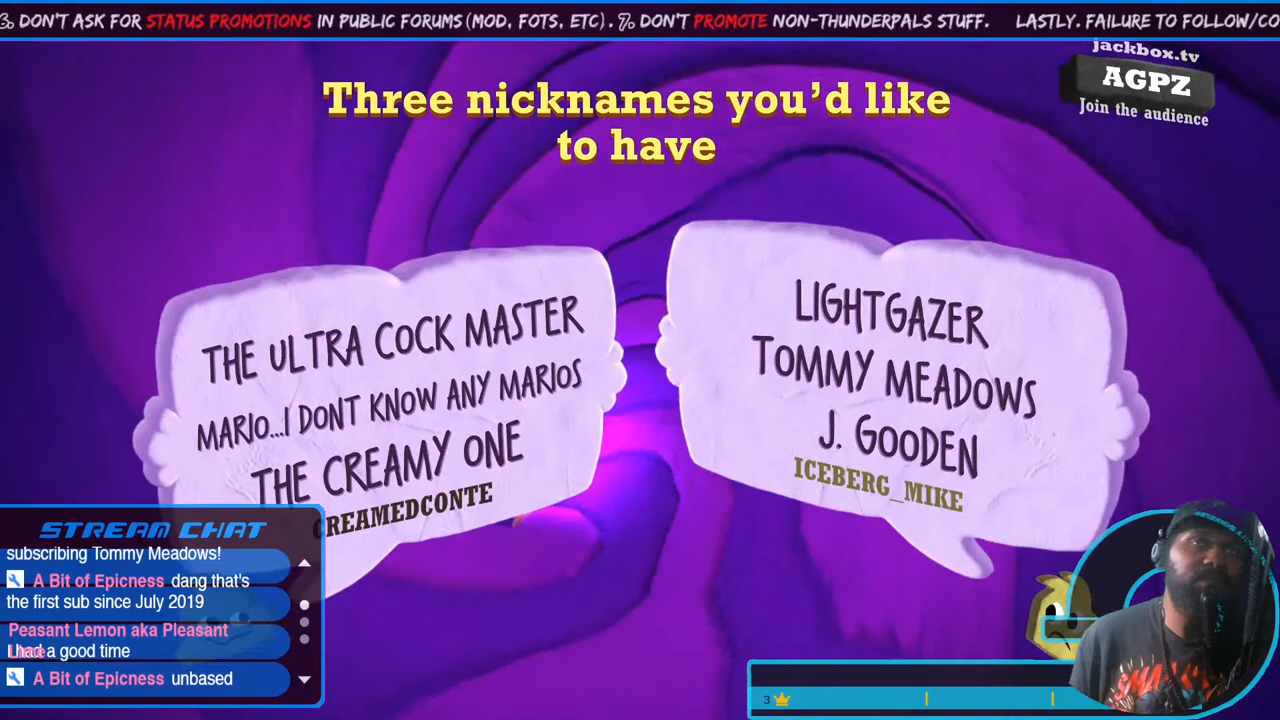 DON'T ASK FOR STATUS PROMOTIONS IN PUBLIC FORUMS (MOD, FOTS, ETC). DON'T PROMOTE NON-THUNDERPALS STUFF. LASTLY. FAILURE TO FOLLOW/CO
jackbox.tv
AGPZ
Join the audience
Three nicknames you'd like
to have
THE ULTRA COCK MASTER
MARIO...I DONT KNOW ANY MARIOS
THE CREAMY ONE
CREAMEDCONTE
LIGHTGAZER
TOMMY MEADOWS
J. GOODEN
ICEBERG_MIKE
STREAM CHAT
subscribing Tommy Meadows!
A Bit of Epicness dang that's
the first sub since July 2019
Peasant Lemon aka Pleasant
I had a good time
A Bit of Epicness unbased
3